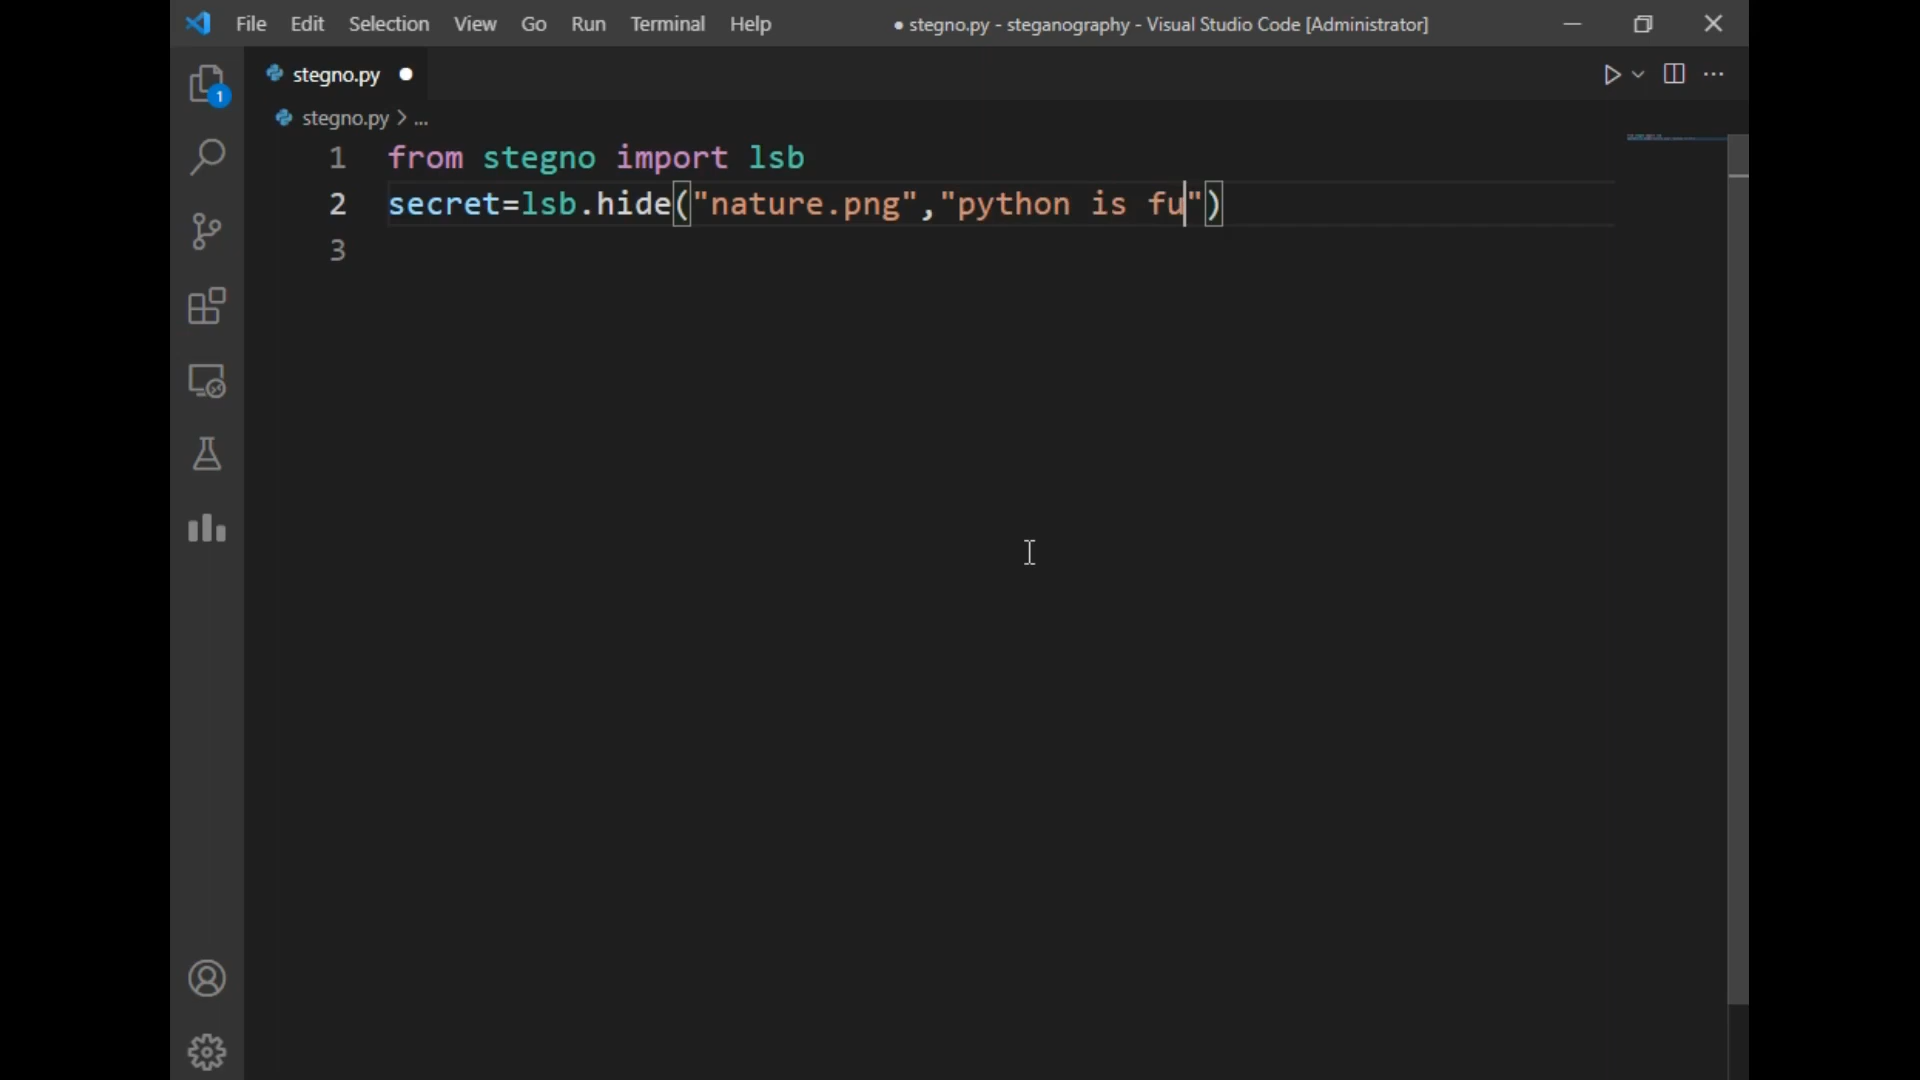 File Edit Selection View Go Run Terminal Help ● stegno.py - steganography - Visual Studio Code [Administrator]
stegno.py ●
1
stegno.py > ...
1 from stegno import lsb
2 secret=lsb.hide("nature.png","python is fu")
3